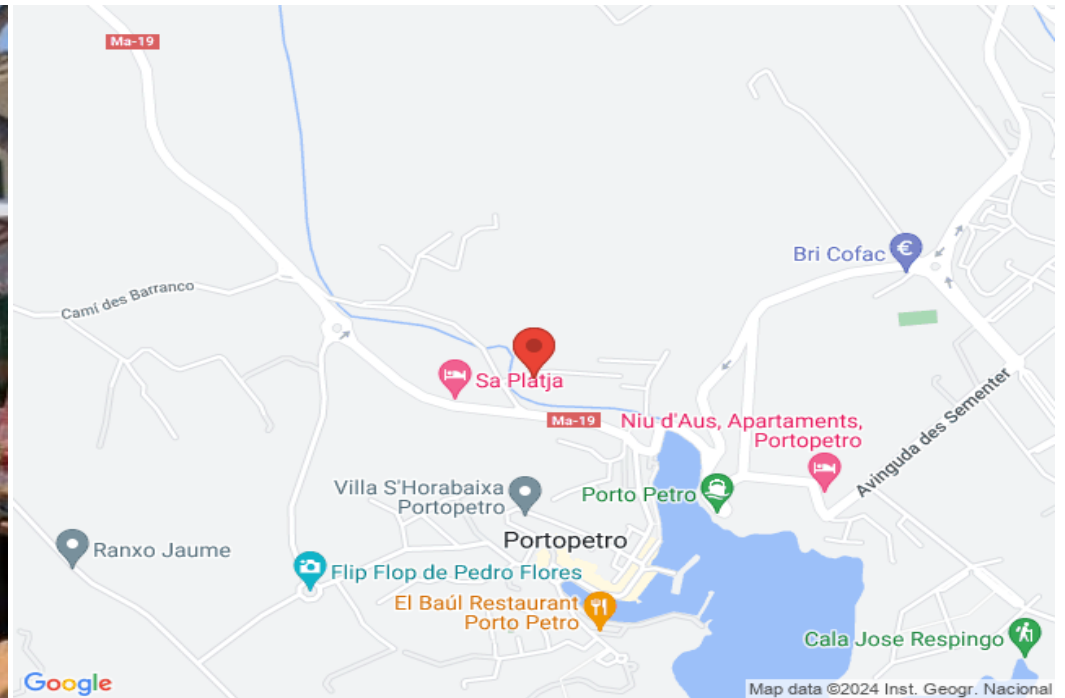 Ma-19
Bri Cofac
Camí des Barranco
Sa Platja
Ma-19
Niu d'Aus, Apartaments,
Portopetro
Avinguda des Sementer
Villa S'Horabaixa
Portopetro
Porto Petro
Portopetro
Ranxo Jaume
Flip Flop de Pedro Flores
El Baúl Restaurant
Porto Petro
Cala Jose Respingo
Google
Map data ©2024 Inst. Geogr. Nacional